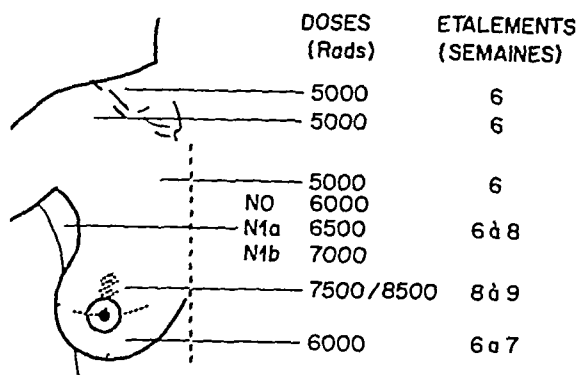 DOSES ETALEMENTS
(Rads) (SEMAINES)
5000 6
5000 6
5000 6
NO 6000
N1a 6500 6 à 8
N1b 7000
7500/8500 8 à 9
6000 6 a 7